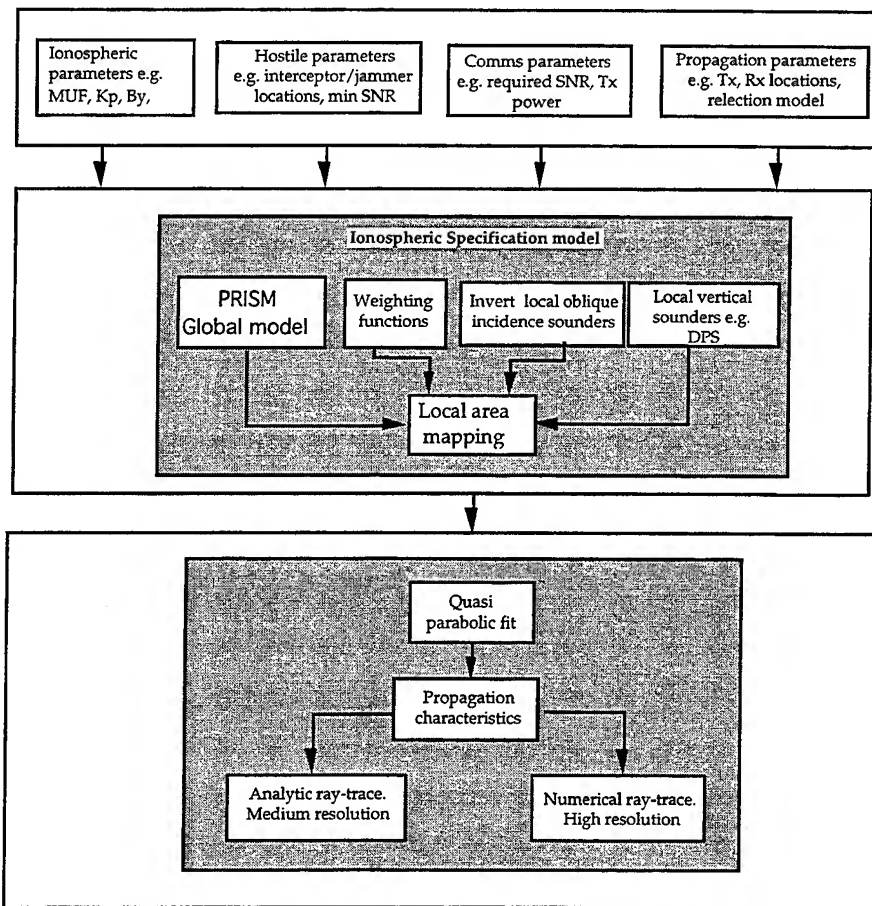 Ionospheric
parameters e.g.
MUF, Kp, By,
Hostile parameters
e.g. interceptor/jammer
locations, min SNR
Comms parameters
e.g. required SNR, Tx
power
Propagation parameters
e.g. Tx, Rx locations,
relection model
Ionospheric Specification model
PRISM
Global model
Weighting
functions
Invert local oblique
incidence sounders
Local vertical
sounders e.g.
DPS
Local area
mapping
Quasi
parabolic fit
Propagation
characteristics
Analytic ray-trace.
Medium resolution
Numerical ray-trace.
High resolution